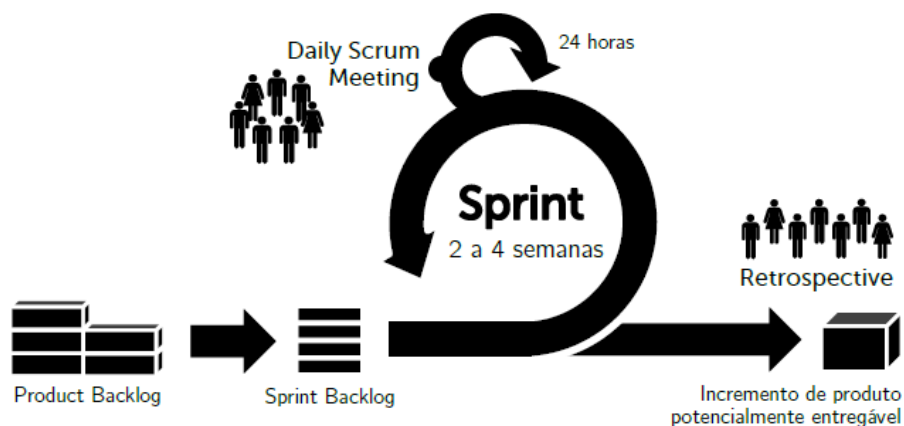 Daily Scrum
Meeting
24 horas
Sprint
2 a 4 semanas
Retrospective
Product Backlog
Sprint Backlog
Incremento de produto
potencialmente entregável